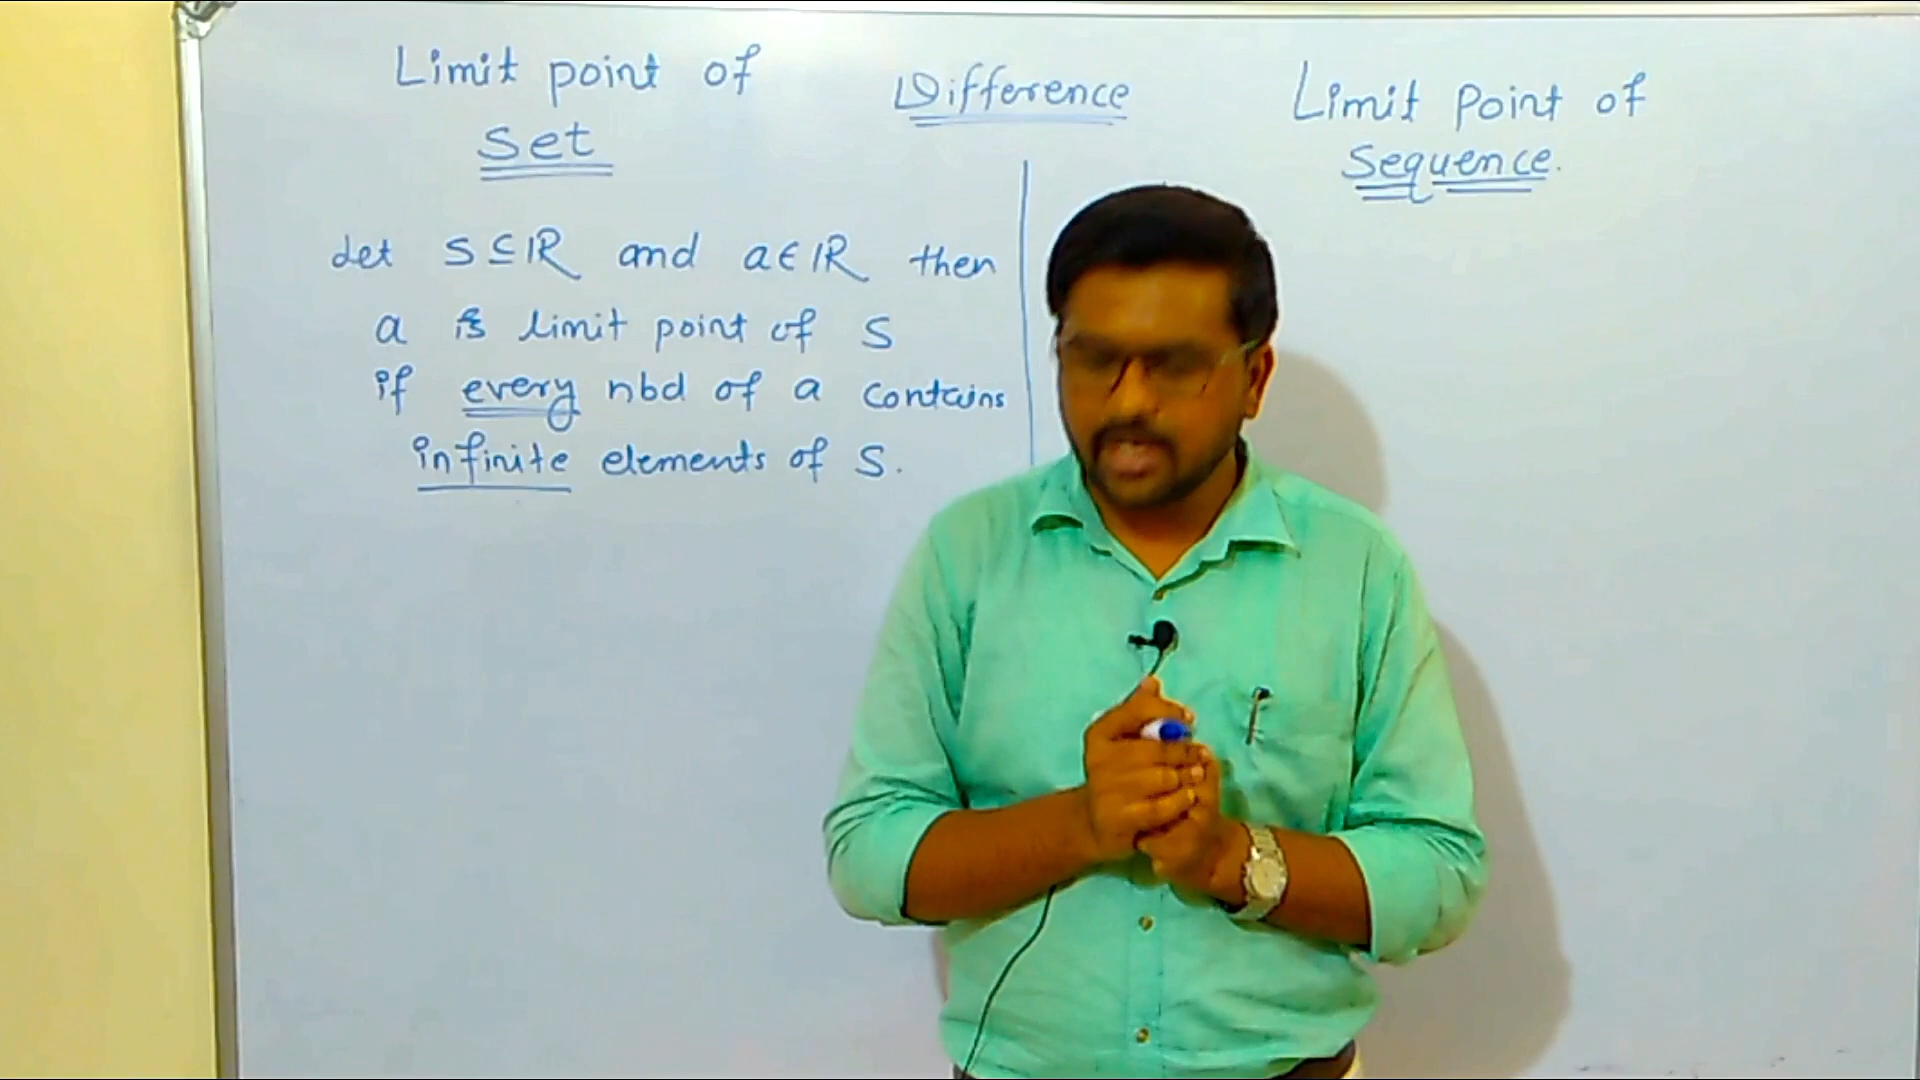 Limit point of
Set
Difference
Limit Point of
Sequence.
Let S ⊆ ℝ and a ∈ ℝ then
a is limit point of S
if every nbd of a contains
infinite elements of S.